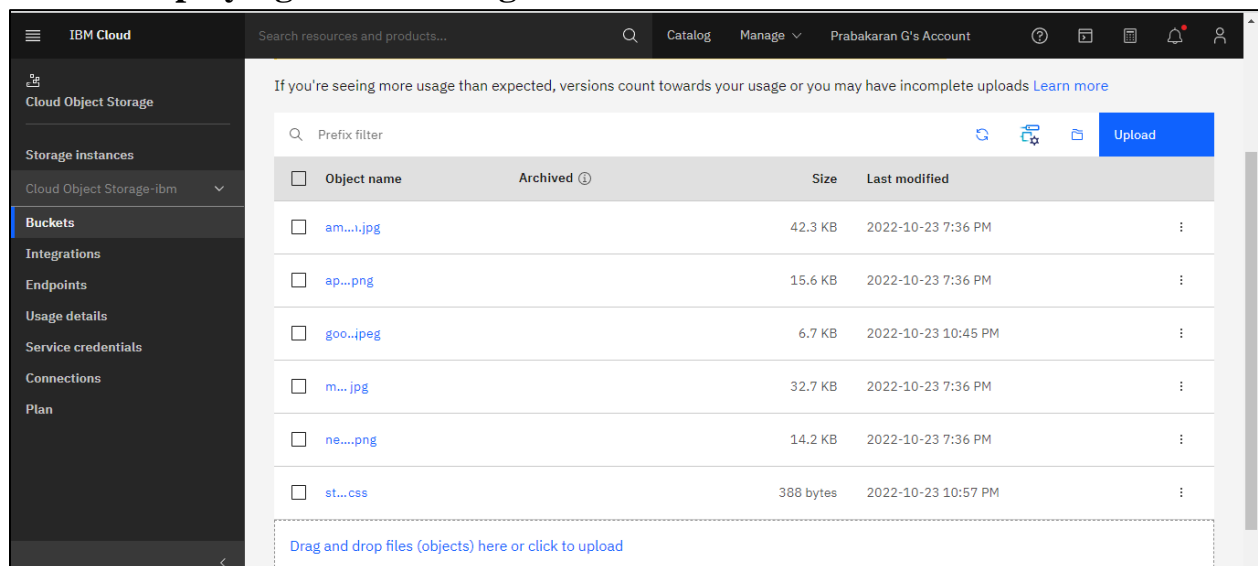 IBM Cloud
Search resources and products...
Catalog
Manage
Prabakaran G's Account
Cloud Object Storage
Storage instances
Cloud Object Storage-ibm
Buckets
Integrations
Endpoints
Usage details
Service credentials
Connections
Plan
If you're seeing more usage than expected, versions count towards your usage or you may have incomplete uploads Learn more
Prefix filter
Upload
Object name Archived Size Last modified
am...jpg 42.3 KB 2022-10-23 7:36 PM
ap...png 15.6 KB 2022-10-23 7:36 PM
goo...jpeg 6.7 KB 2022-10-23 10:45 PM
m... jpg 32.7 KB 2022-10-23 7:36 PM
ne....png 14.2 KB 2022-10-23 7:36 PM
st...css 388 bytes 2022-10-23 10:57 PM
Drag and drop files (objects) here or click to upload